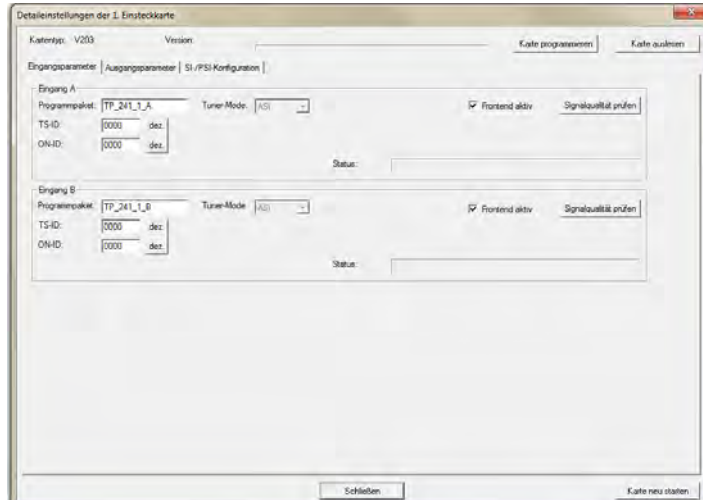 Detaileinstellungen der 1. Einsteckkarte
Kartentyp: V203 Version: Karte programmieren Karte auslesen
Eingangsparameter Ausgangsparameter SI-/PSI-Konfiguration
Eingang A
Programmpaket: TP_241_1_A Tuner-Mode: ASI Frontend aktiv Signalqualität prüfen
TS-ID: 0000 dez.
ON-ID: 0000 dez.
Status:
Eingang B
Programmpaket: TP_241_1_B Tuner-Mode: ASI Frontend aktiv Signalqualität prüfen
TS-ID: 0000 dez.
ON-ID: 0000 dez.
Status:
Schließen Karte neu starten